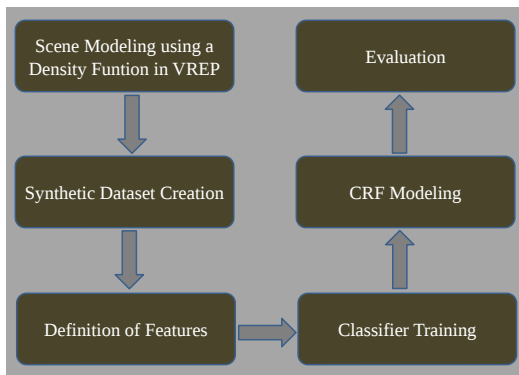 Scene Modeling using a
Density Funtion in VREP
Synthetic Dataset Creation
Definition of Features
Classifier Training
CRF Modeling
Evaluation